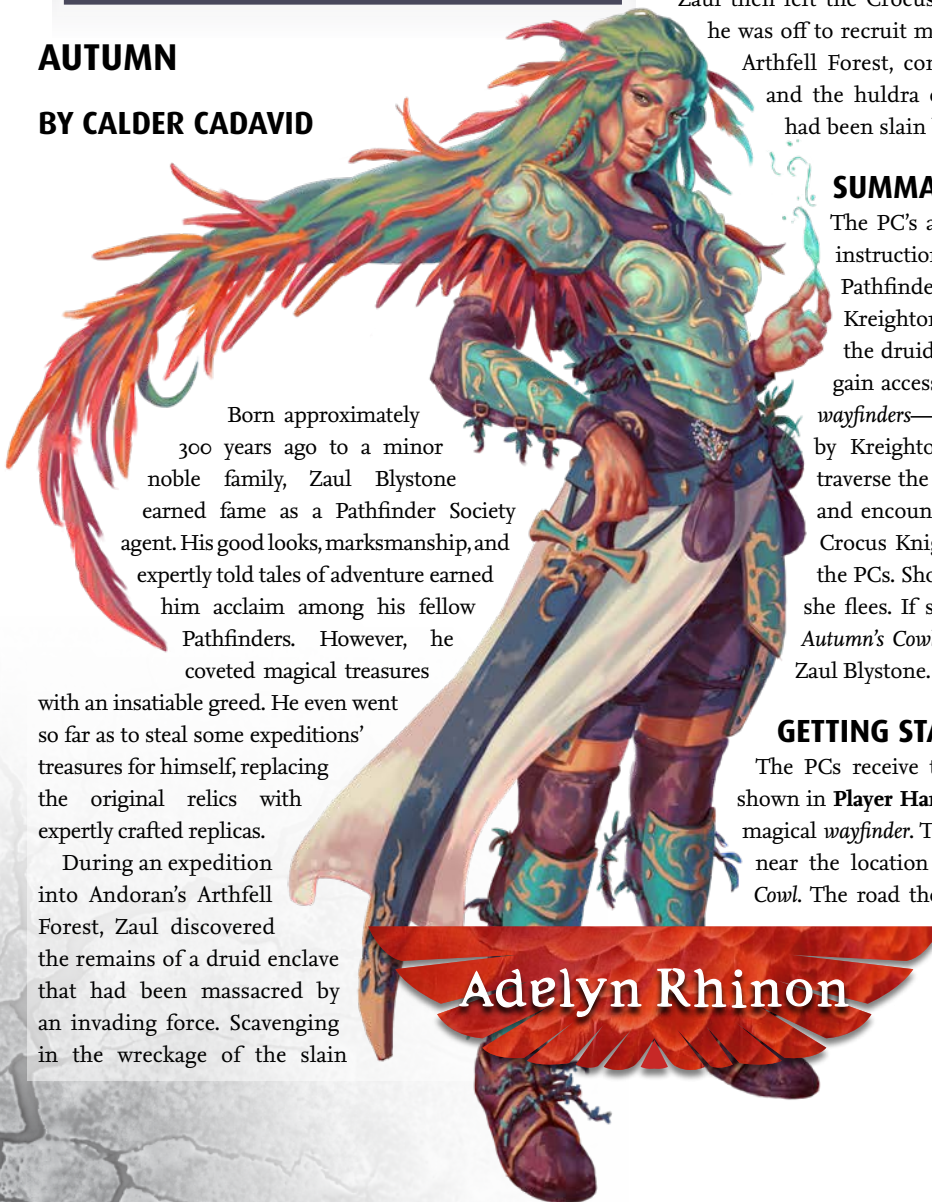 AUTUMN
BY CALDER CADAVID
Born approximately
300 years ago to a minor
noble family, Zaul Blystone
earned fame as a Pathfinder Society
agent. His good looks, marksmanship, and
expertly told tales of adventure earned
him acclaim among his fellow
Pathfinders. However, he
coveted magical treasures
with an insatiable greed. He even went
so far as to steal some expeditions’
treasures for himself, replacing
the original relics with
expertly crafted replicas.
During an expedition
into Andoran’s Arthfell
Forest, Zaul discovered
the remains of a druid enclave
that had been massacred by
an invading force. Scavenging
in the wreckage of the slain
Zaul then left the Crocus
he was off to recruit m
Arthfell Forest, con
and the huldra
had been slain
SUMMA
The PC’s a
instruction
Pathfinde
Kreighton
the druid
gain access
wayfinders—
by Kreighto
traverse the
and encoun
Crocus Knig
the PCs. Sho
she flees. If s
Autumn’s Cowl
Zaul Blystone.
GETTING STA
The PCs receive t
shown in Player Han
magical wayfinder. T
near the location
Cowl. The road the
Adelyn Rhinon